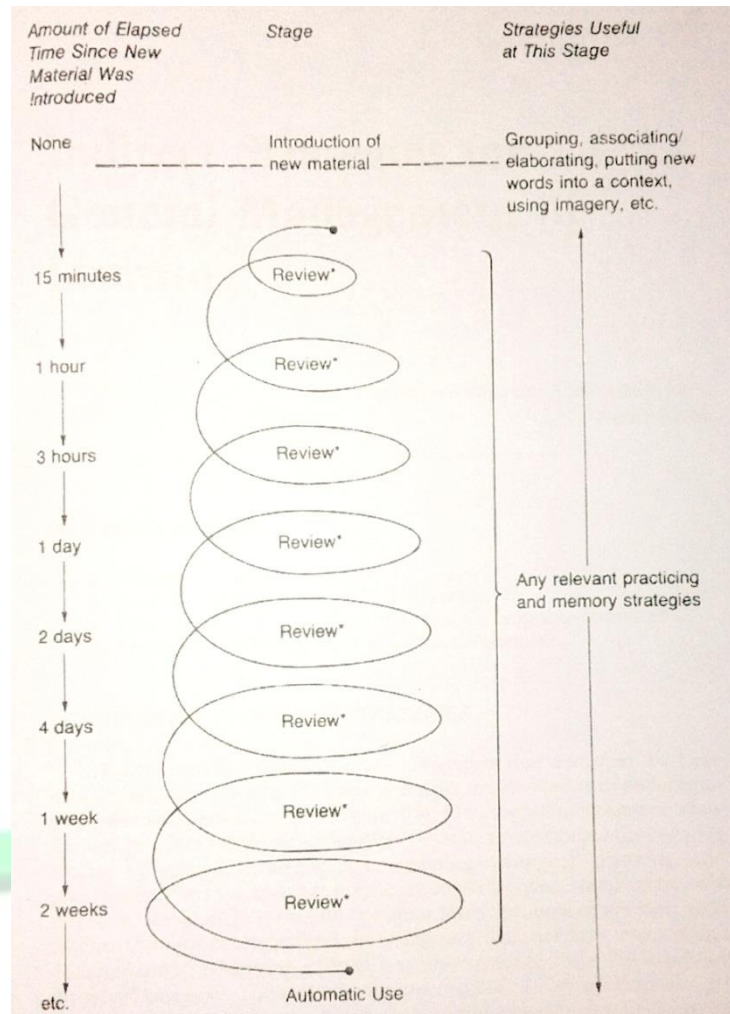 Amount of Elapsed
Time Since New
Material Was
Introduced
Stage
Strategies Useful
at This Stage
None
Introduction of
new material
Grouping, associating/
elaborating, putting new
words into a context,
using imagery, etc.
15 minutes
Review*
1 hour
Review*
3 hours
Review*
1 day
Review*
2 days
Review*
4 days
Review*
1 week
Review*
2 weeks
Review*
Any relevant practicing
and memory strategies
etc.
Automatic Use